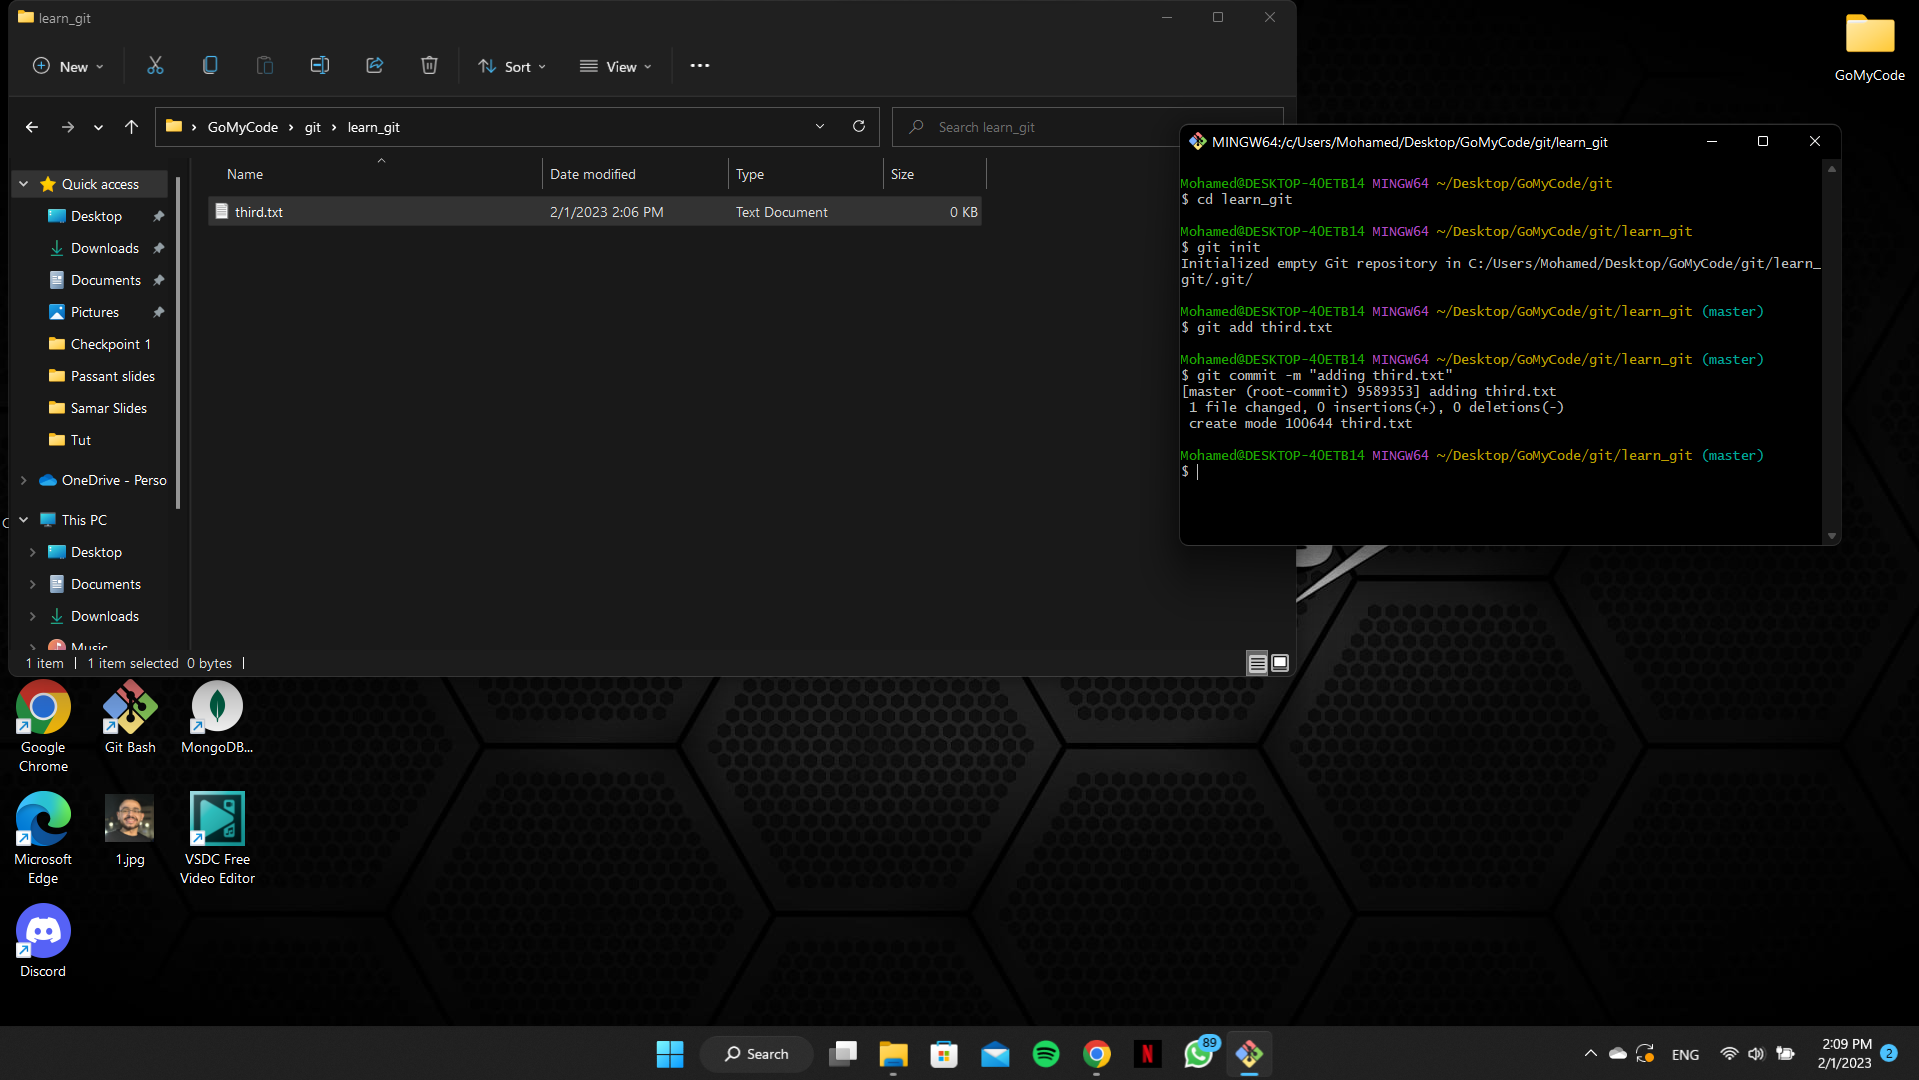 learn_git
New
Sort
View
GoMyCode
git
learn_git
Search learn_git
Name
Date modified
Type
Size
third.txt
2/1/2023 2:06 PM
Text Document
0 KB
Quick access
Desktop
Downloads
Documents
Pictures
Checkpoint 1
Passant slides
Samar Slides
Tut
OneDrive - Perso
This PC
Desktop
Documents
Downloads
Music
1 item
1 item selected
0 bytes
GoMyCode
MINGW64:/c/Users/Mohamed/Desktop/GoMyCode/git/learn_git
Mohamed@DESKTOP-4OETB14 MINGW64 ~/Desktop/GoMyCode/git
$ cd learn_git
Mohamed@DESKTOP-4OETB14 MINGW64 ~/Desktop/GoMyCode/git/learn_git
$ git init
Initialized empty Git repository in C:/Users/Mohamed/Desktop/GoMyCode/git/learn_
git/.git/
Mohamed@DESKTOP-4OETB14 MINGW64 ~/Desktop/GoMyCode/git/learn_git (master)
$ git add third.txt
Mohamed@DESKTOP-4OETB14 MINGW64 ~/Desktop/GoMyCode/git/learn_git (master)
$ git commit -m "adding third.txt"
[master (root-commit) 9589353] adding third.txt
1 file changed, 0 insertions(+), 0 deletions(-)
create mode 100644 third.txt
Mohamed@DESKTOP-4OETB14 MINGW64 ~/Desktop/GoMyCode/git/learn_git (master)
$
Google
Chrome
Git Bash
MongoDB...
Microsoft
Edge
1.jpg
VSDC Free
Video Editor
Discord
Search
89
ENG
2:09 PM
2/1/2023
2